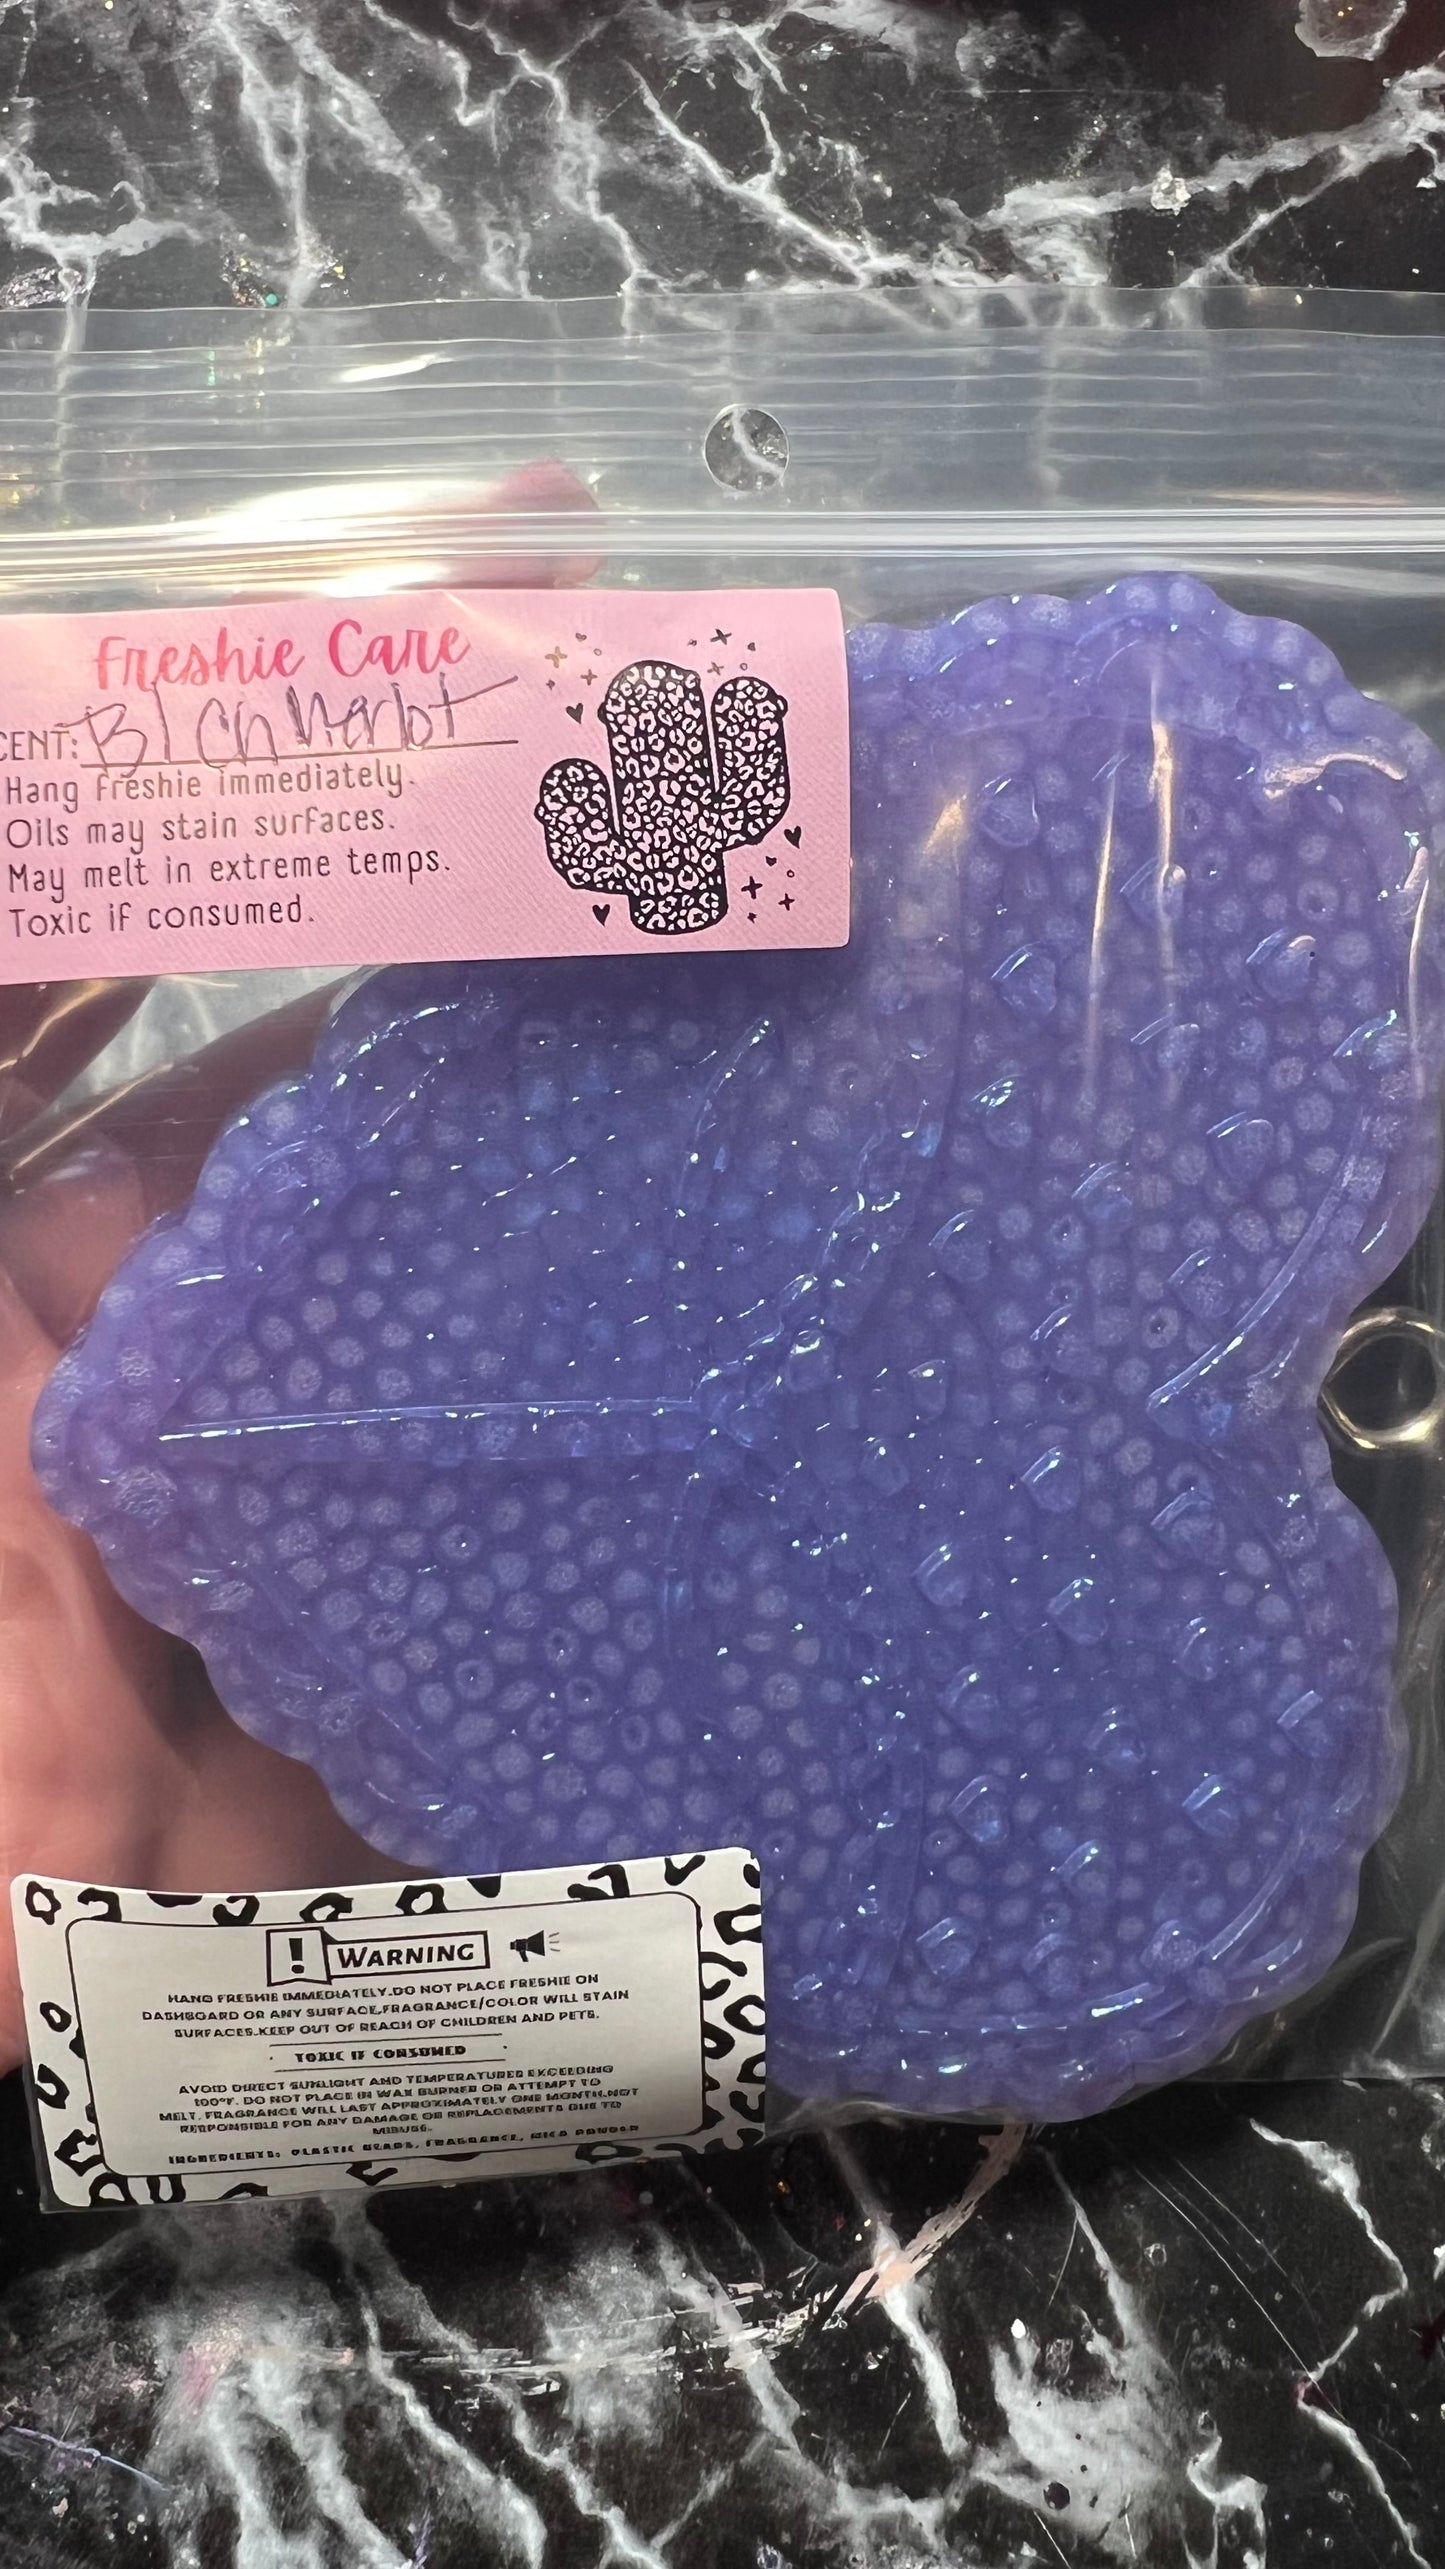 Freshie Care
CENT: Bl Ch Merlot
Hang freshie immediately.
Oils may stain surfaces.
May melt in extreme temps.
Toxic if consumed.
! WARNING
HANG FRESHIE IMMEDIATELY.DO NOT PLACE FRESHIE ON
DASHBOARD OR ANY SURFACE,FRAGRANCE/COLOR WILL STAIN
SURFACES.KEEP OUT OF REACH OF CHILDREN AND PETS.
TOXIC IF CONSUMED
AVOID DIRECT SUNLIGHT AND TEMPERATURES EXCEEDING
100°F. DO NOT PLACE IN WAX BURNER OR ATTEMPT TO
MELT. FRAGRANCE WILL LAST APPROXIMATELY ONE MONTH.NOT
RESPONSIBLE FOR ANY DAMAGE OR REPLACEMENTS DUE TO
MISUSE.
INGREDIENTS: PLASTIC BEADS, FRAGRANCE, MICA POWDER